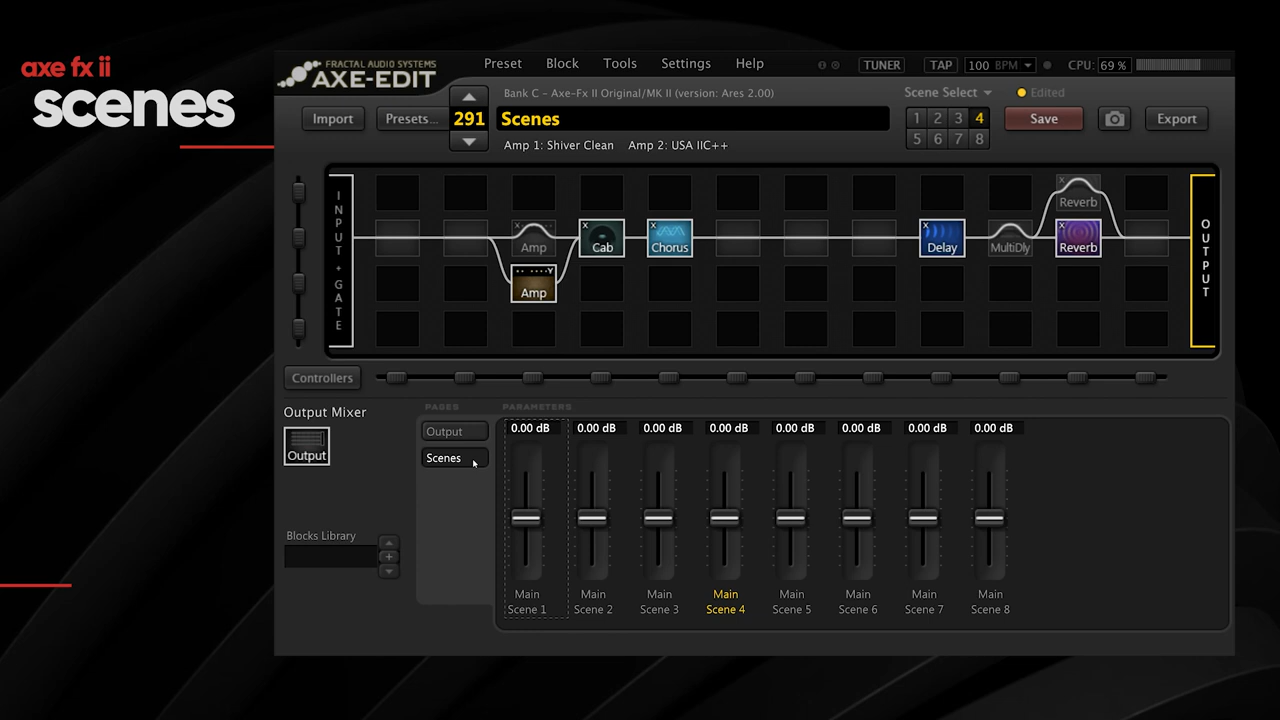 axe fx ii
scenes
FRACTAL AUDIO SYSTEMS
AXE-EDIT
Preset Block Tools Settings Help
TUNER
TAP
100 BPM
CPU: 69 %
Import
Presets...
291
Bank C – Axe-Fx II Original/MK II (version: Ares 2.00)
Scenes
Amp 1: Shiver Clean Amp 2: USA IIC++
Scene Select
1 2 3 4
5 6 7 8
Edited
Save
Export
INPUT + GATE
Reverb
Amp
Cab
Chorus
Delay
MultiDly
Reverb
Amp
OUTPUT
Controllers
Output Mixer
Output
Blocks Library
PAGES
Output
Scenes
PARAMETERS
0.00 dB 0.00 dB 0.00 dB 0.00 dB 0.00 dB 0.00 dB 0.00 dB 0.00 dB
Main Main Main Main Main Main Main Main
Scene 1 Scene 2 Scene 3 Scene 4 Scene 5 Scene 6 Scene 7 Scene 8